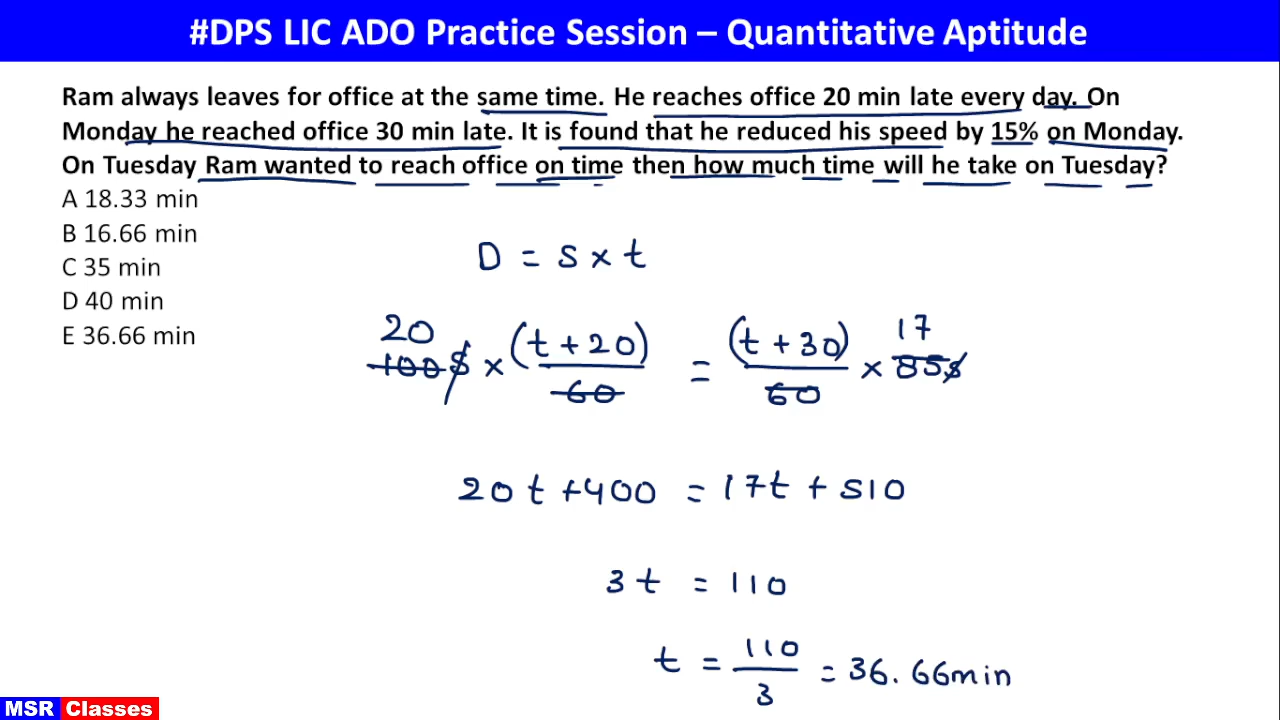 #DPS LIC ADO Practice Session – Quantitative Aptitude
Ram always leaves for office at the same time. He reaches office 20 min late every day. On
Monday he reached office 30 min late. It is found that he reduced his speed by 15% on Monday.
On Tuesday Ram wanted to reach office on time then how much time will he take on Tuesday?
A 18.33 min
B 16.66 min
C 35 min
D 40 min
E 36.66 min
D = S × t
20 17
100 S × (t + 20) / 60 = (t + 30) / 60 × 85 S
20 t + 400 = 17t + 510
3 t = 110
t = 110 / 3 = 36.66min
MSR Classes